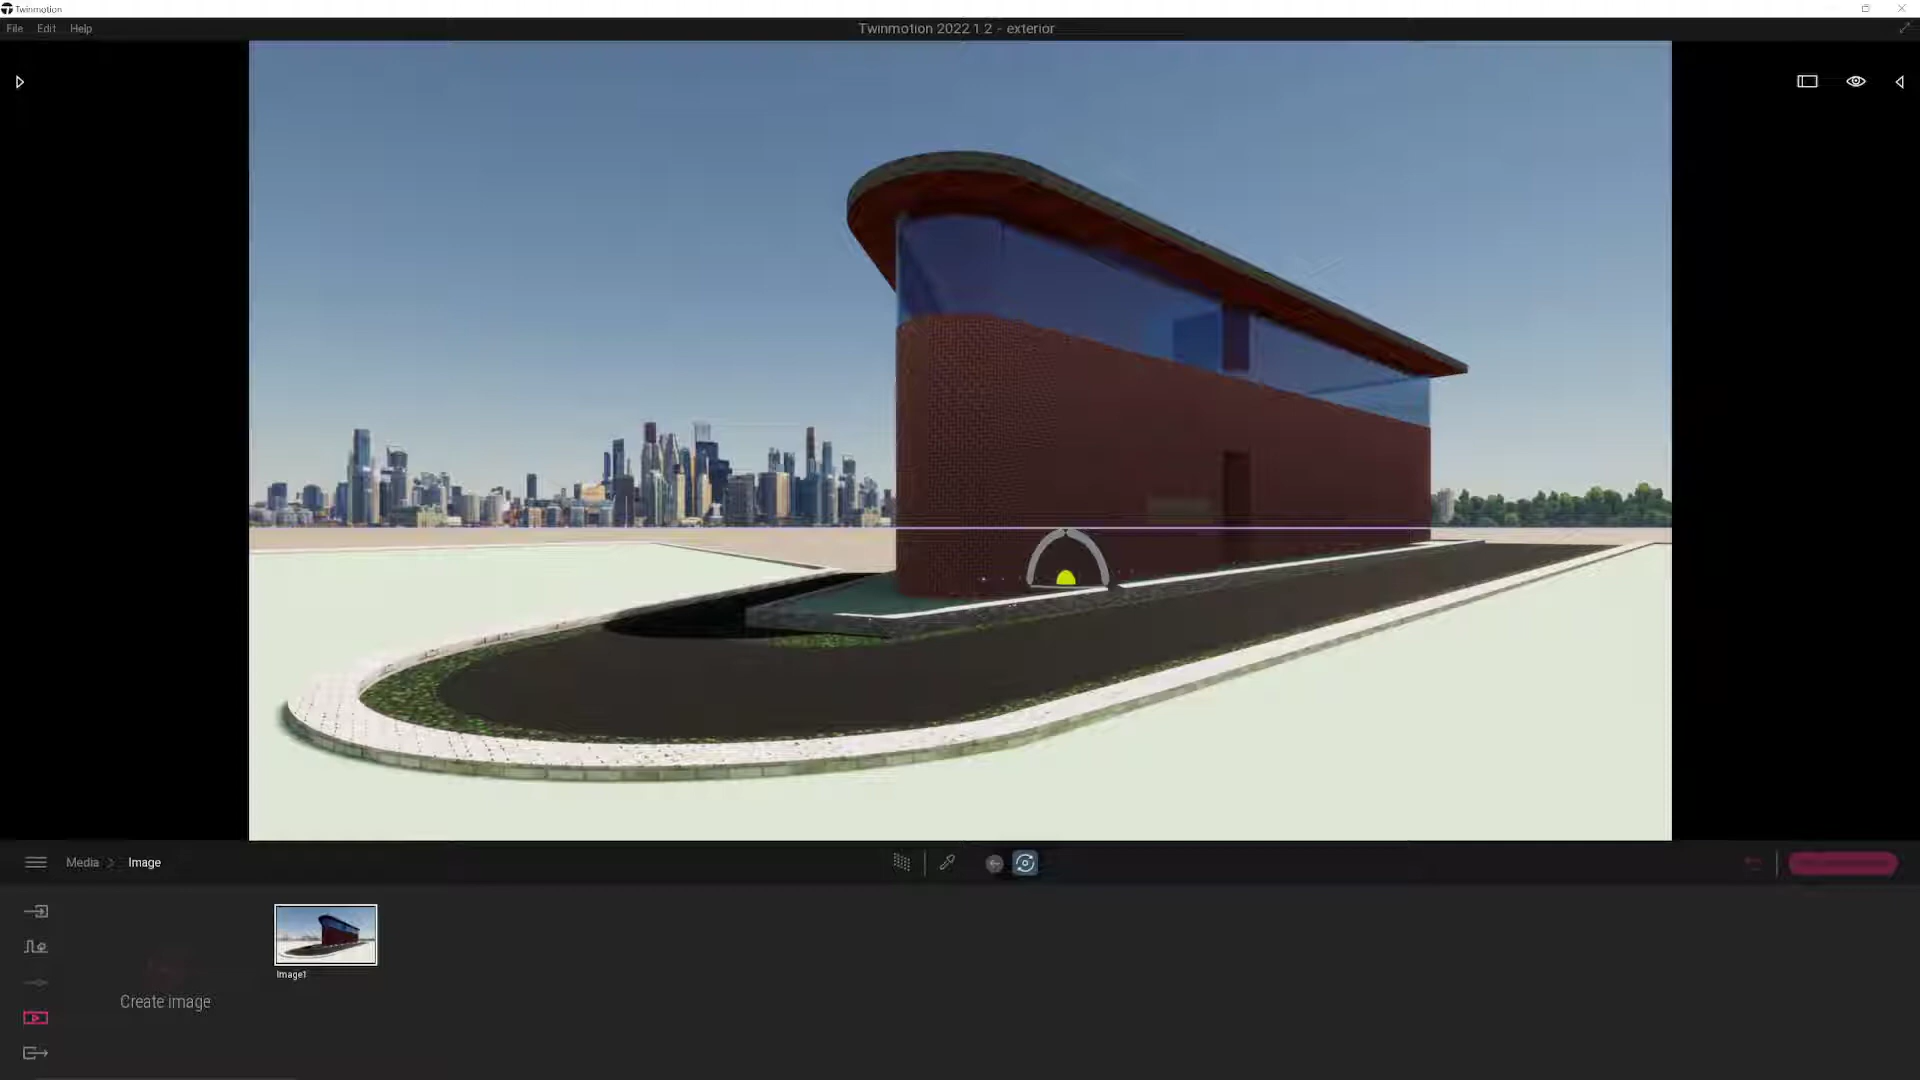 Twinmotion
File Edit Help
Twinmotion 2022 1 2 - exterior
Media Image
Create image
Image1